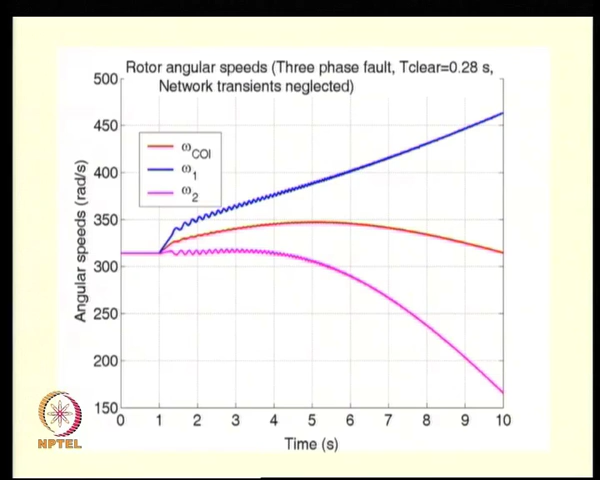 Rotor angular speeds (Three phase fault, Tclear=0.28 s,
Network transients neglected)
500
450
400
350
300
250
200
150
ωCOI
ω1
ω2
Angular speeds (rad/s)
0 1 2 3 4 5 6 7 8 9 10
Time (s)
NPTEL